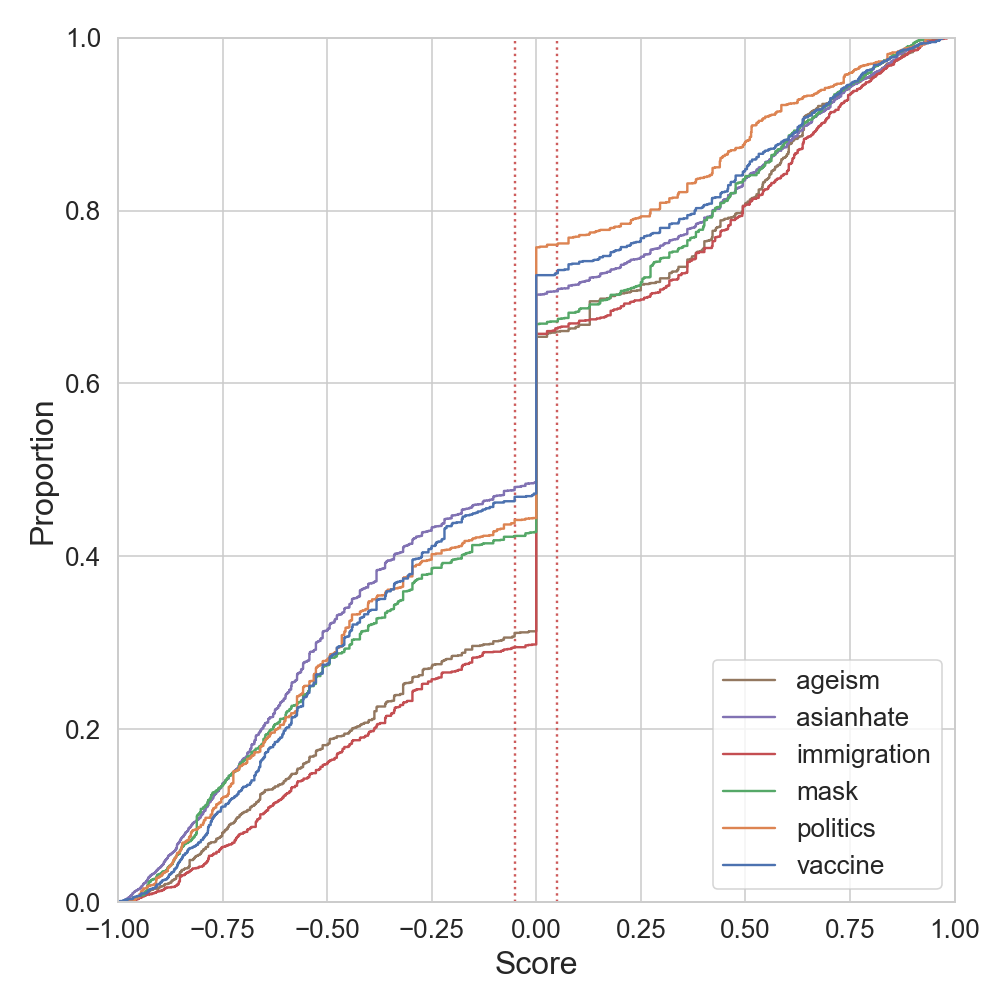 1.0
0.8
0.6
0.4
0.2
0.0
Proportion
−1.00 −0.75 −0.50 −0.25 0.00 0.25 0.50 0.75 1.00
Score
ageism
asianhate
immigration
mask
politics
vaccine